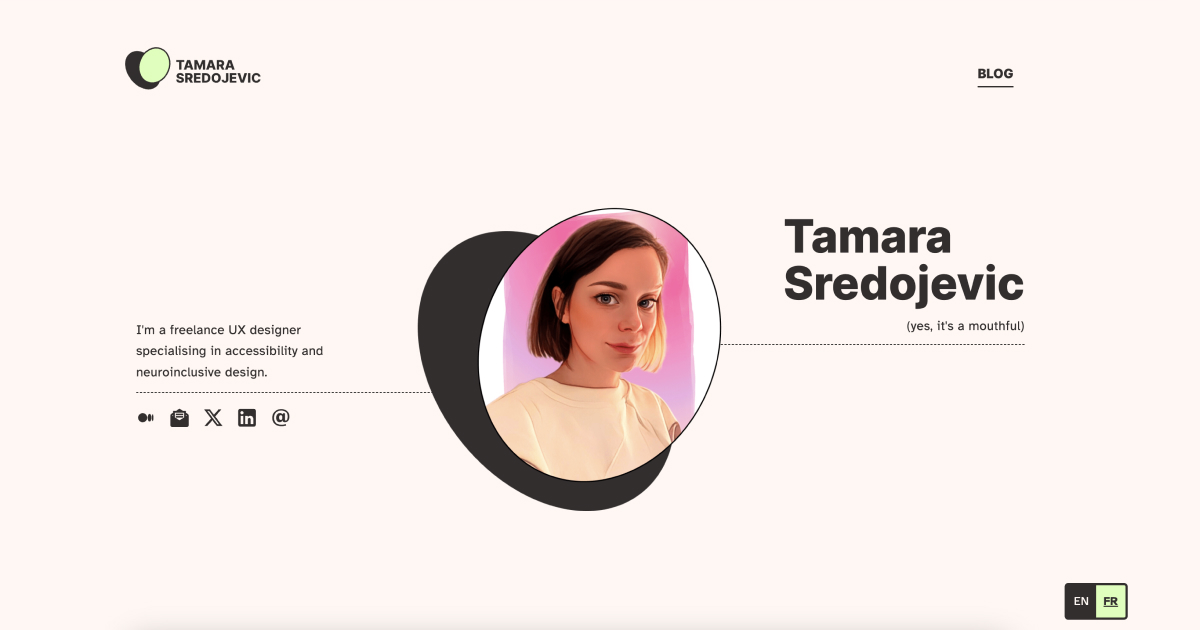 TAMARA
SREDOJEVIC
BLOG
Tamara
Sredojevic
(yes, it's a mouthful)
I'm a freelance UX designer
specialising in accessibility and
neuroinclusive design.
EN FR